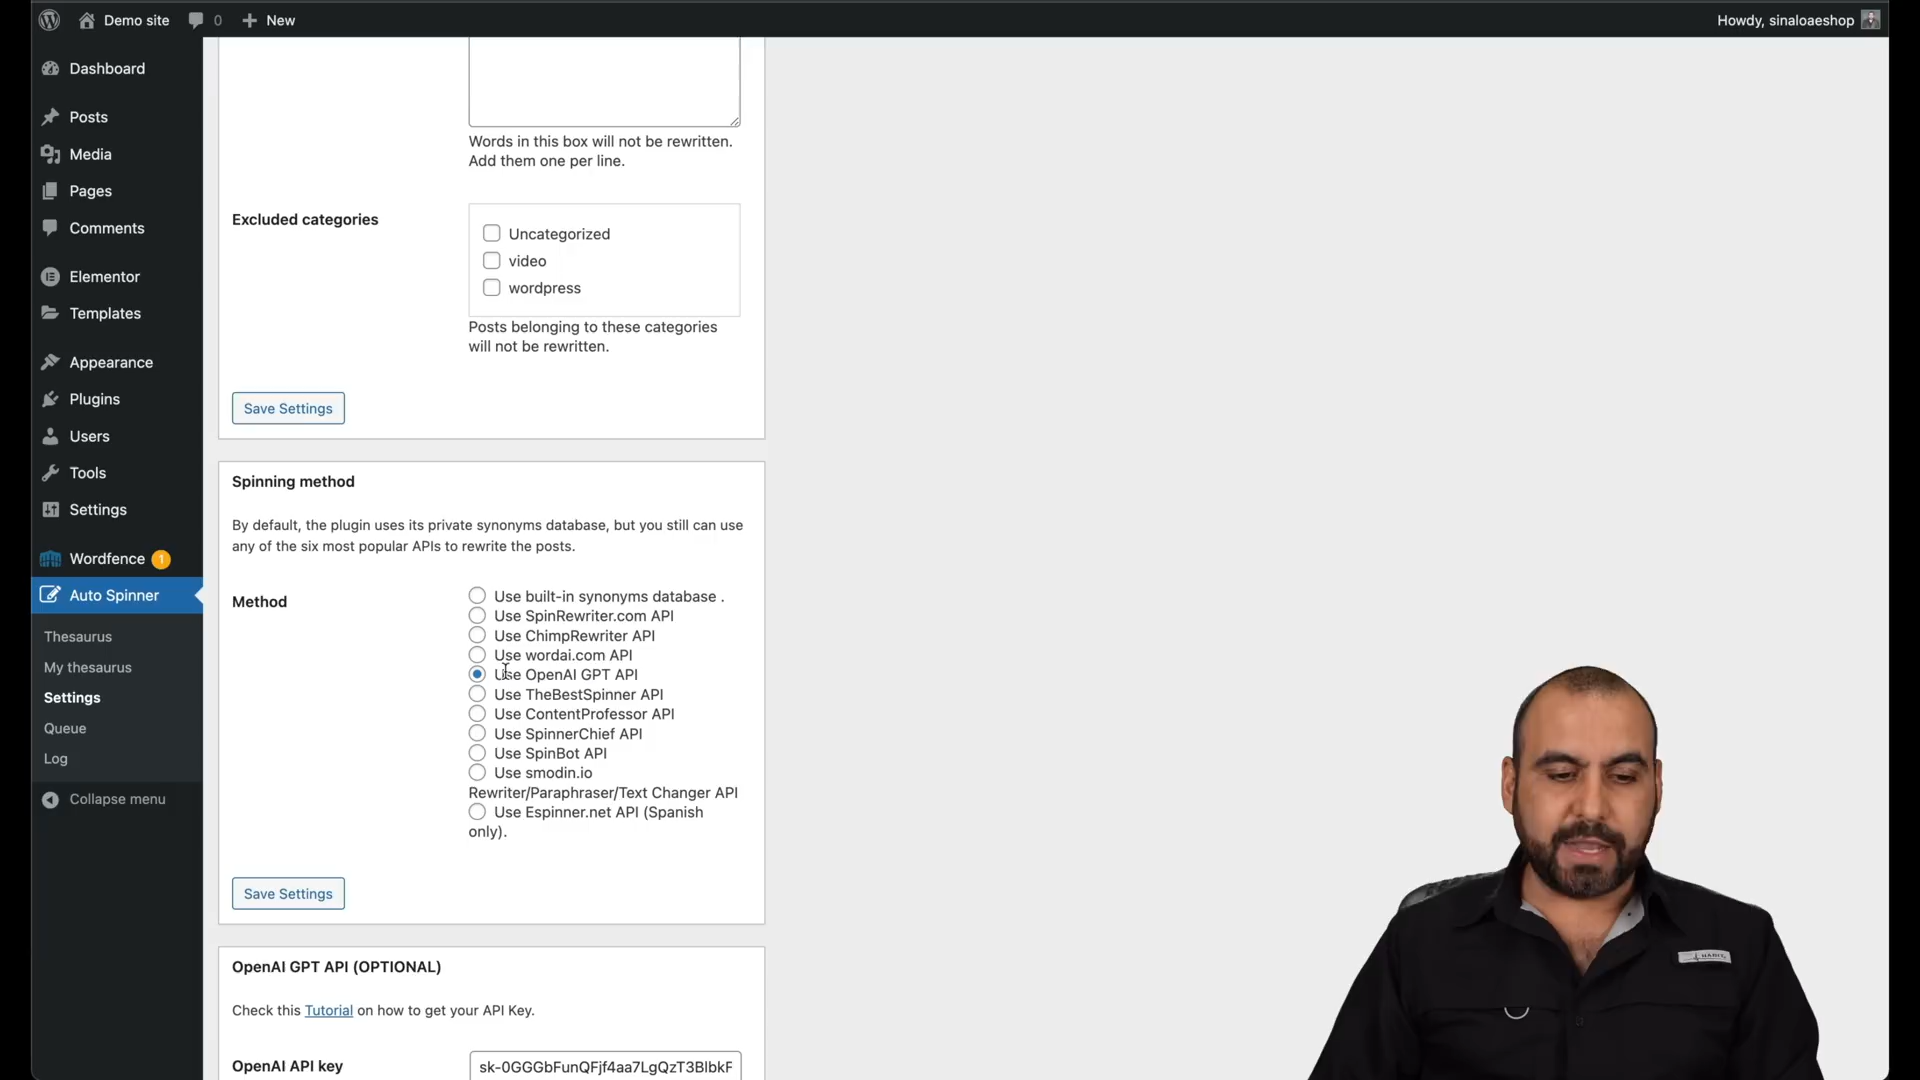 Demo site
0
New
Howdy, sinaloaeshop
Dashboard
Posts
Media
Pages
Comments
Elementor
Templates
Appearance
Plugins
Users
Tools
Settings
Wordfence 1
Auto Spinner
Thesaurus
My thesaurus
Settings
Queue
Log
Collapse menu
Words in this box will not be rewritten.
Add them one per line.
Excluded categories
Uncategorized
video
wordpress
Posts belonging to these categories
will not be rewritten.
Save Settings
Spinning method
By default, the plugin uses its private synonyms database, but you still can use
any of the six most popular APIs to rewrite the posts.
Method
Use built-in synonyms database .
Use SpinRewriter.com API
Use ChimpRewriter API
Use wordai.com API
Use OpenAI GPT API
Use TheBestSpinner API
Use ContentProfessor API
Use SpinnerChief API
Use SpinBot API
Use smodin.io
Rewriter/Paraphraser/Text Changer API
Use Espinner.net API (Spanish
only).
Save Settings
OpenAI GPT API (OPTIONAL)
Check this Tutorial on how to get your API Key.
OpenAI API key